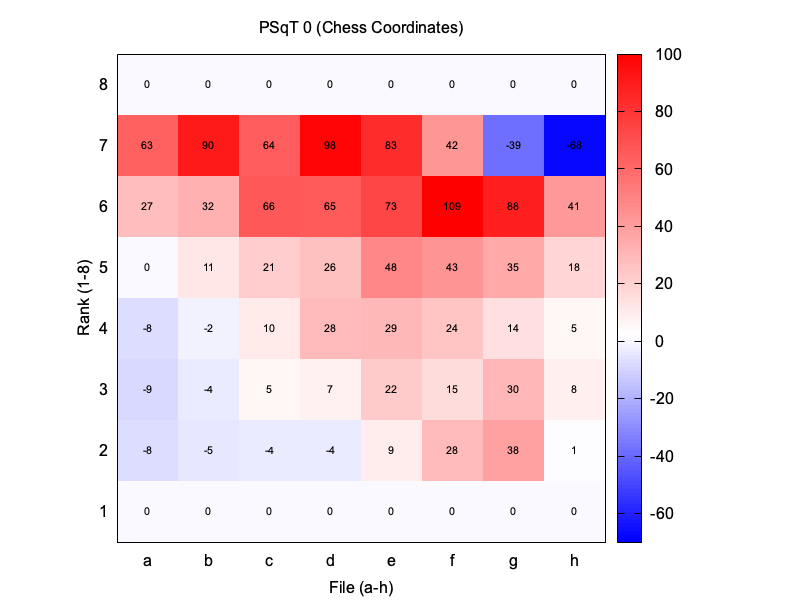 PSqT 0 (Chess Coordinates)
8 0 0 0 0 0 0 0 0
7 63 90 64 98 83 42 -39 -68
6 27 32 66 65 73 109 88 41
5 0 11 21 26 48 43 35 18
4 -8 -2 10 28 29 24 14 5
3 -9 -4 5 7 22 15 30 8
2 -8 -5 -4 -4 9 28 38 1
1 0 0 0 0 0 0 0 0
a b c d e f g h
File (a-h)
Rank (1-8)
100
80
60
40
20
0
-20
-40
-60